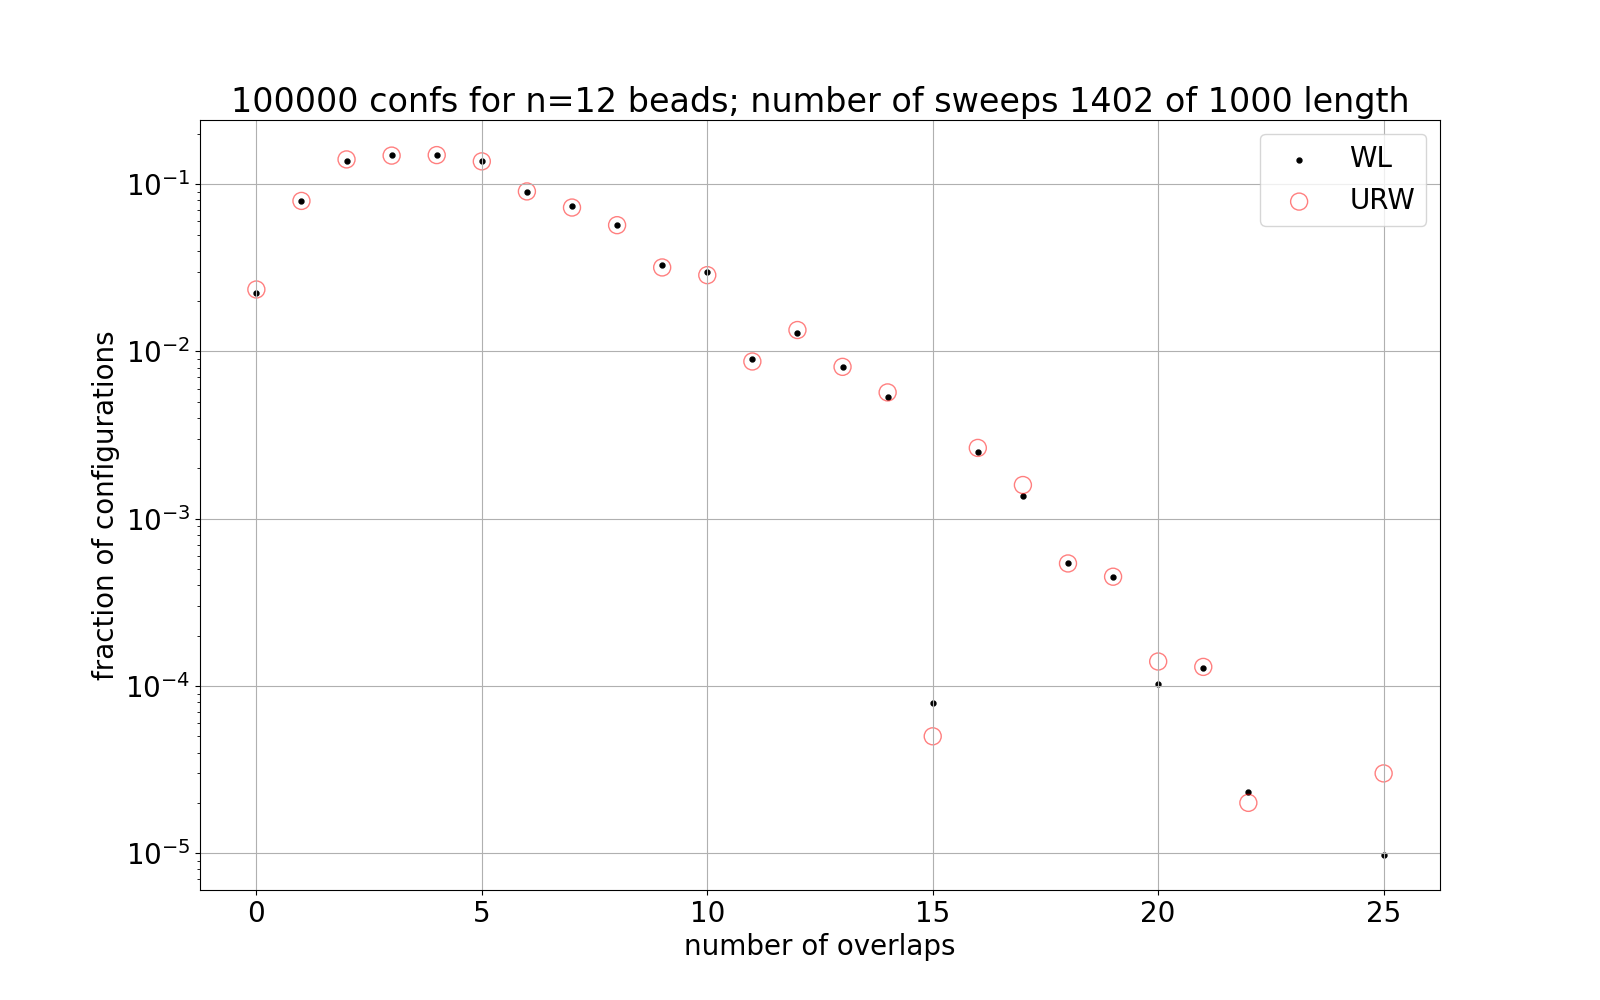 100000 confs for n=12 beads; number of sweeps 1402 of 1000 length
WL
URW
fraction of configurations
10⁻¹
10⁻²
10⁻³
10⁻⁴
10⁻⁵
0 5 10 15 20 25
number of overlaps